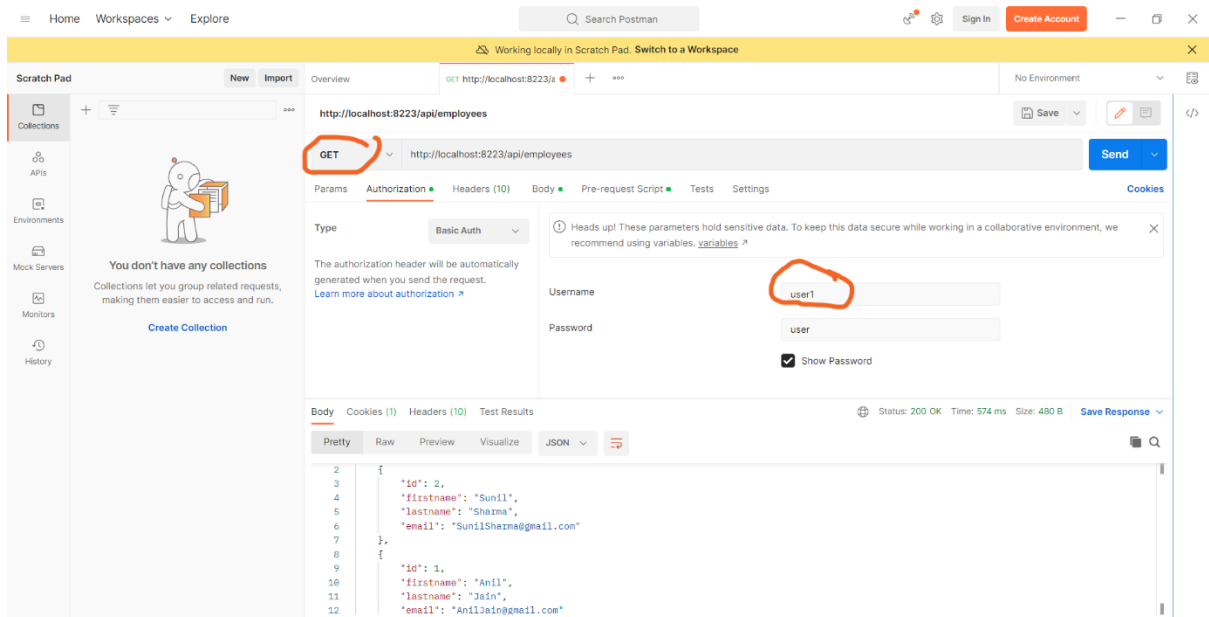 Home Workspaces Explore Search Postman Sign In Create Account
Working locally in Scratch Pad. Switch to a Workspace
Scratch Pad New Import Overview GET http://localhost:8223/a No Environment
Collections
APIs
Environments
Mock Servers
Monitors
History
You don't have any collections
Collections let you group related requests,
making them easier to access and run.
Create Collection
http://localhost:8223/api/employees Save
GET http://localhost:8223/api/employees Send
Params Authorization Headers (10) Body Pre-request Script Tests Settings Cookies
Type Basic Auth
The authorization header will be automatically
generated when you send the request.
Learn more about authorization ↗
Heads up! These parameters hold sensitive data. To keep this data secure while working in a collaborative environment, we
recommend using variables. variables ↗
Username user1
Password user
Show Password
Body Cookies (1) Headers (10) Test Results Status: 200 OK Time: 574 ms Size: 480 B Save Response
Pretty Raw Preview Visualize JSON
2 {
3 "id": 2,
4 "firstname": "Sunil",
5 "lastname": "Sharma",
6 "email": "SunilSharma@gmail.com"
7 },
8 {
9 "id": 1,
10 "firstname": "Anil",
11 "lastname": "Jain",
12 "email": "AnilJain@gmail.com"